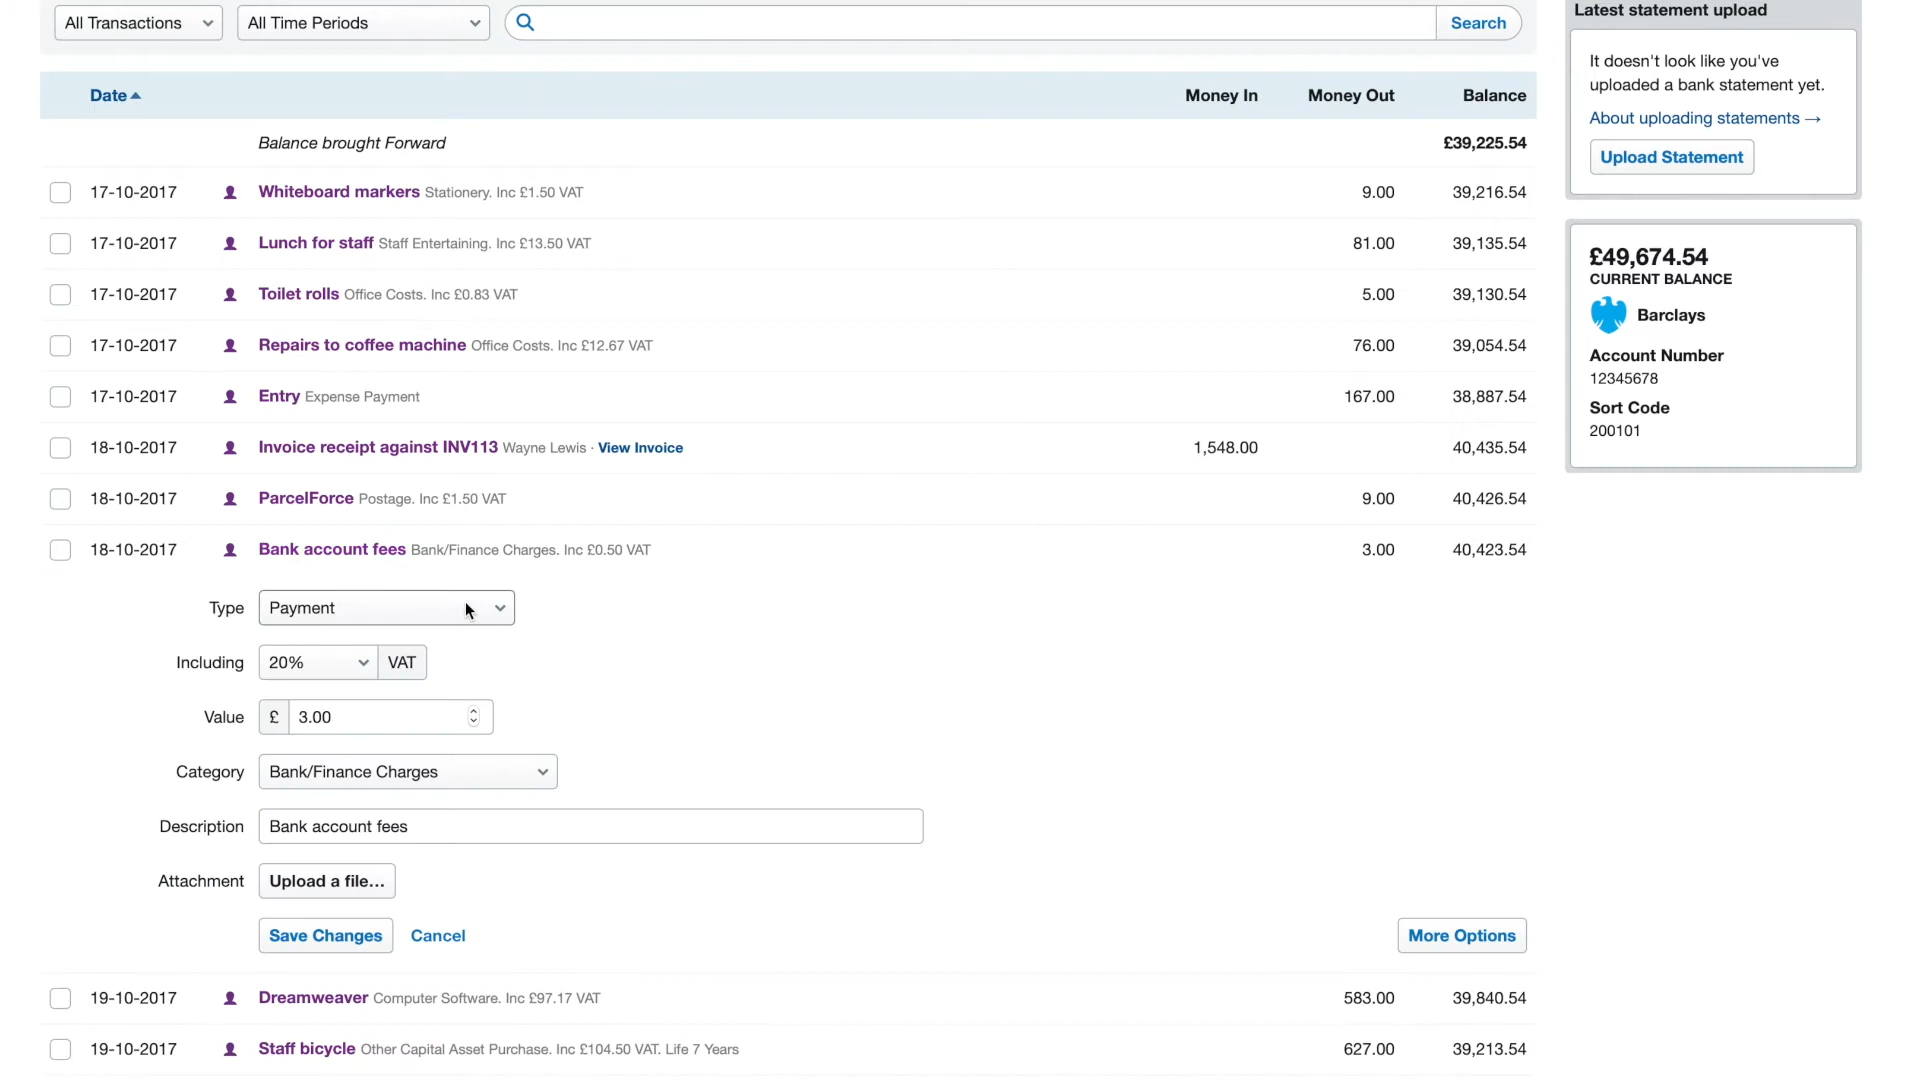 All Transactions All Time Periods Search
Latest statement upload
It doesn't look like you've
uploaded a bank statement yet.
About uploading statements →
Upload Statement
£49,674.54
CURRENT BALANCE
Barclays
Account Number
12345678
Sort Code
200101
Date Money In Money Out Balance
Balance brought Forward £39,225.54
17-10-2017 Whiteboard markers Stationery. Inc £1.50 VAT 9.00 39,216.54
17-10-2017 Lunch for staff Staff Entertaining. Inc £13.50 VAT 81.00 39,135.54
17-10-2017 Toilet rolls Office Costs. Inc £0.83 VAT 5.00 39,130.54
17-10-2017 Repairs to coffee machine Office Costs. Inc £12.67 VAT 76.00 39,054.54
17-10-2017 Entry Expense Payment 167.00 38,887.54
18-10-2017 Invoice receipt against INV113 Wayne Lewis · View Invoice 1,548.00 40,435.54
18-10-2017 ParcelForce Postage. Inc £1.50 VAT 9.00 40,426.54
18-10-2017 Bank account fees Bank/Finance Charges. Inc £0.50 VAT 3.00 40,423.54
Type Payment
Including 20% VAT
Value £ 3.00
Category Bank/Finance Charges
Description Bank account fees
Attachment Upload a file...
Save Changes Cancel More Options
19-10-2017 Dreamweaver Computer Software. Inc £97.17 VAT 583.00 39,840.54
19-10-2017 Staff bicycle Other Capital Asset Purchase. Inc £104.50 VAT. Life 7 Years 627.00 39,213.54